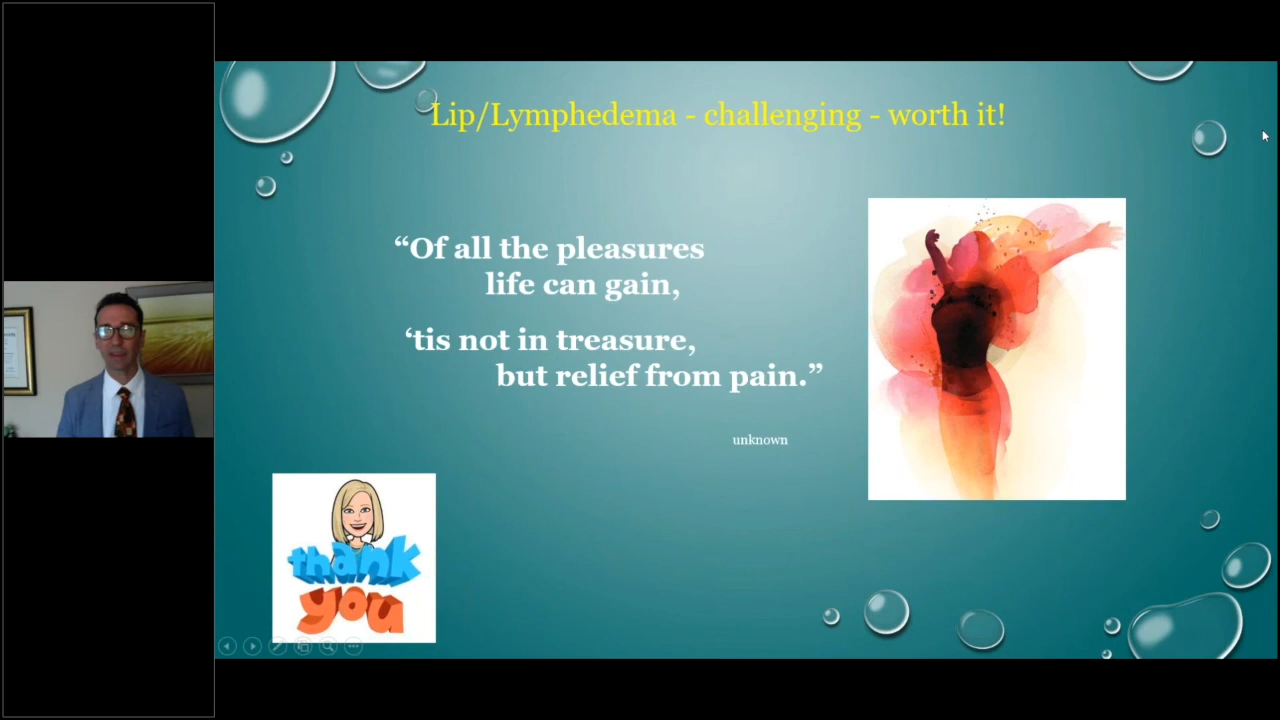 Lip/Lymphedema - challenging - worth it!
“Of all the pleasures
life can gain,
‘tis not in treasure,
but relief from pain.”
unknown
thank
you